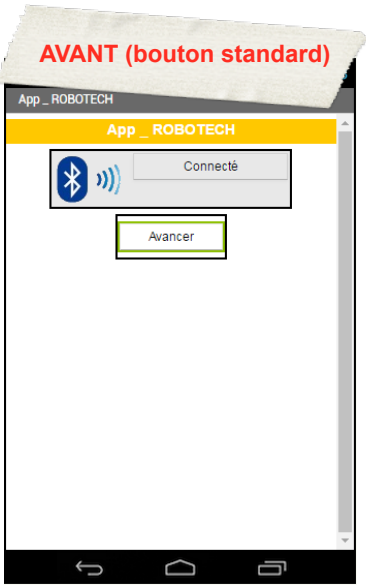 AVANT (bouton standard)
App _ ROBOTECH
App _ ROBOTECH
Connecté
Avancer